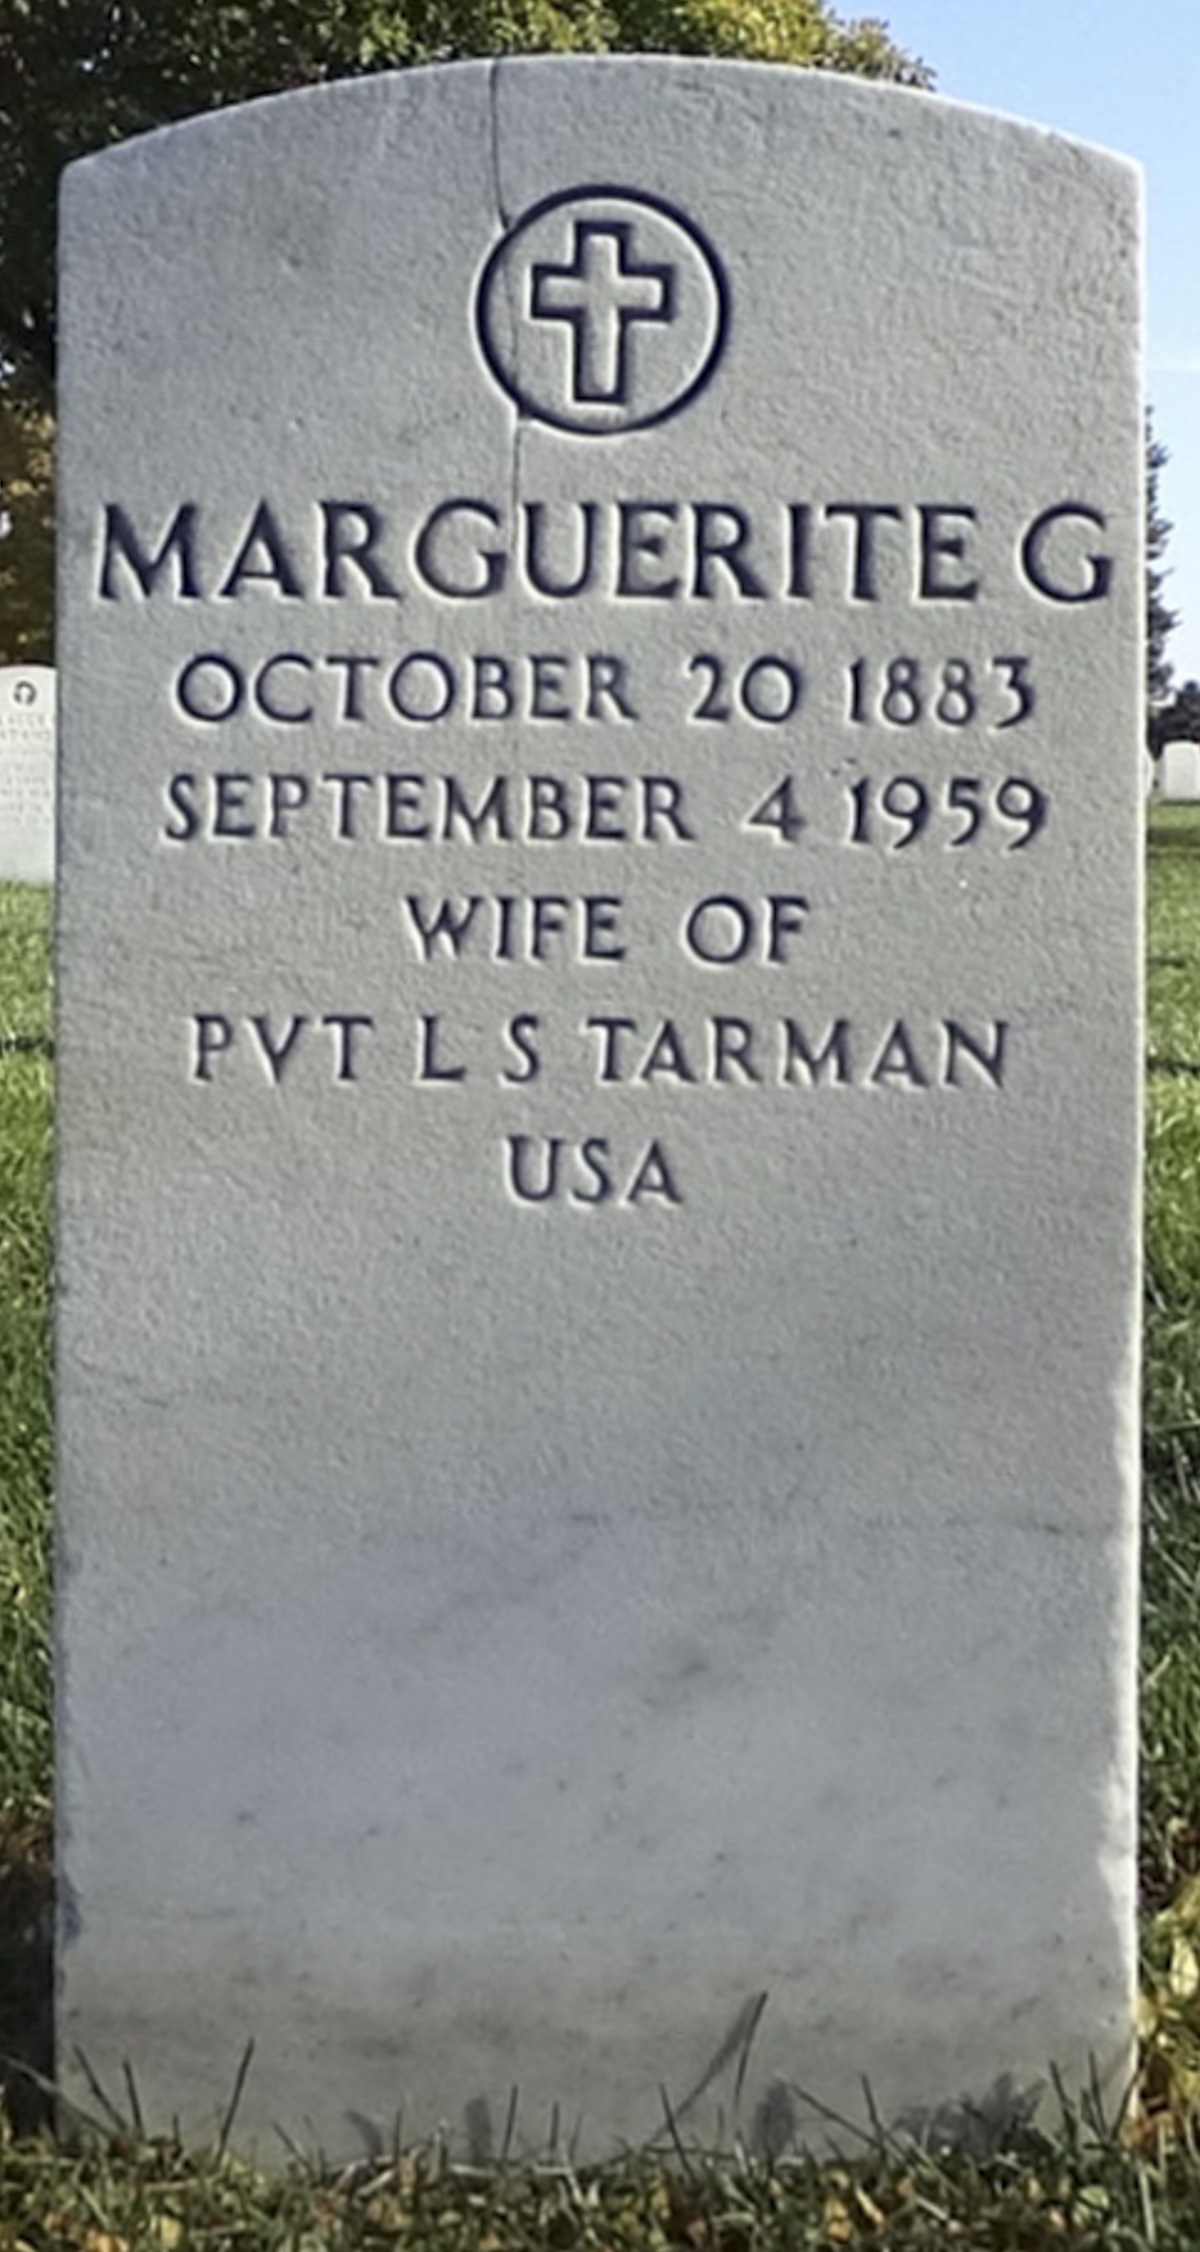 MARGUERITE G
OCTOBER 20 1883
SEPTEMBER 4 1959
WIFE OF
PVT L S TARMAN
USA